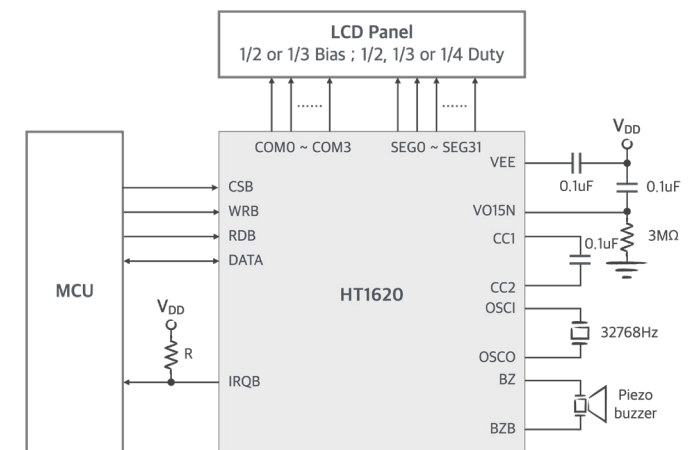 LCD Panel
1/2 or 1/3 Bias ; 1/2, 1/3 or 1/4 Duty
......
......
COM0 ~ COM3
SEG0 ~ SEG31
VDD
VEE
0.1uF
0.1uF
CSB
WRB
VO15N
RDB
CC1
0.1uF
3MΩ
DATA
MCU
HT1620
CC2
VDD
OSCI
32768Hz
R
OSCO
IRQB
BZ
Piezo
buzzer
BZB